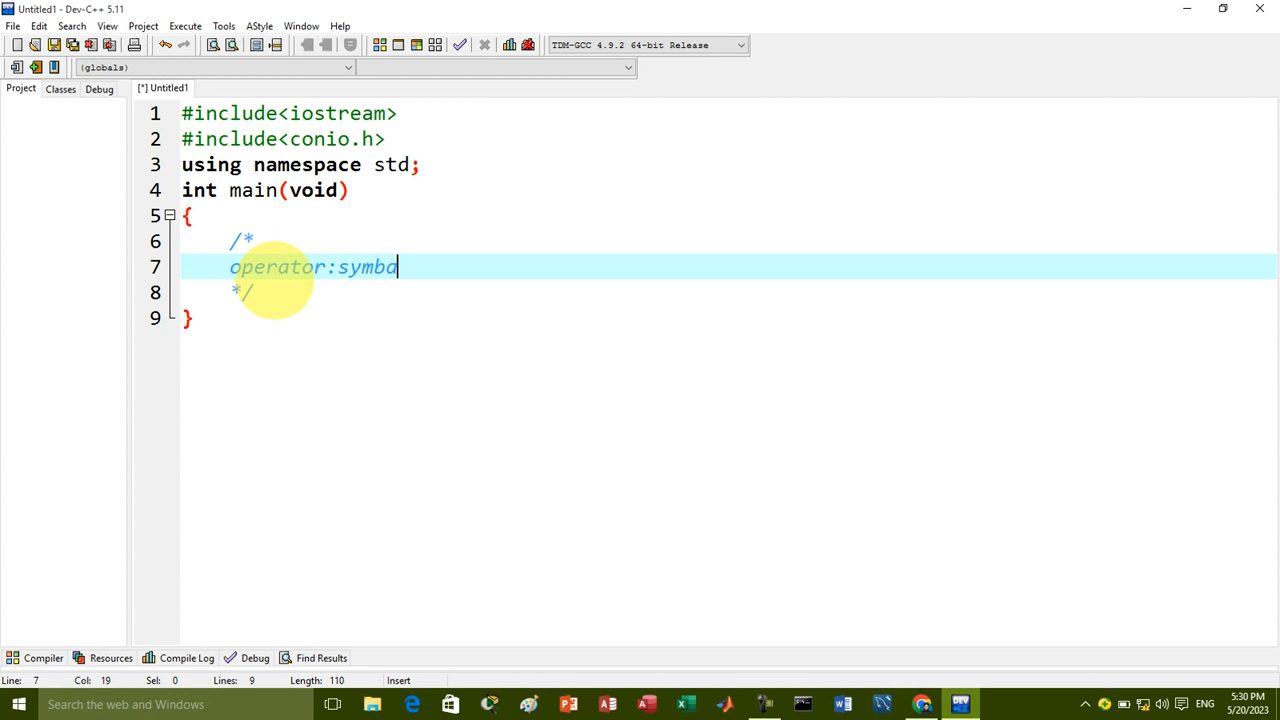 Untitled1 - Dev-C++ 5.11
File Edit Search View Project Execute Tools AStyle Window Help
TDM-GCC 4.9.2 64-bit Release
(globals)
Project Classes Debug [*] Untitled1
1 #include<iostream>
2 #include<conio.h>
3 using namespace std;
4 int main(void)
5 {
6 /*
7 operator:symba
8 */
9 }
Compiler Resources Compile Log Debug Find Results
Line: 7 Col: 19 Sel: 0 Lines: 9 Length: 110 Insert
Search the web and Windows
ENG
5:30 PM
5/20/2023
DEV